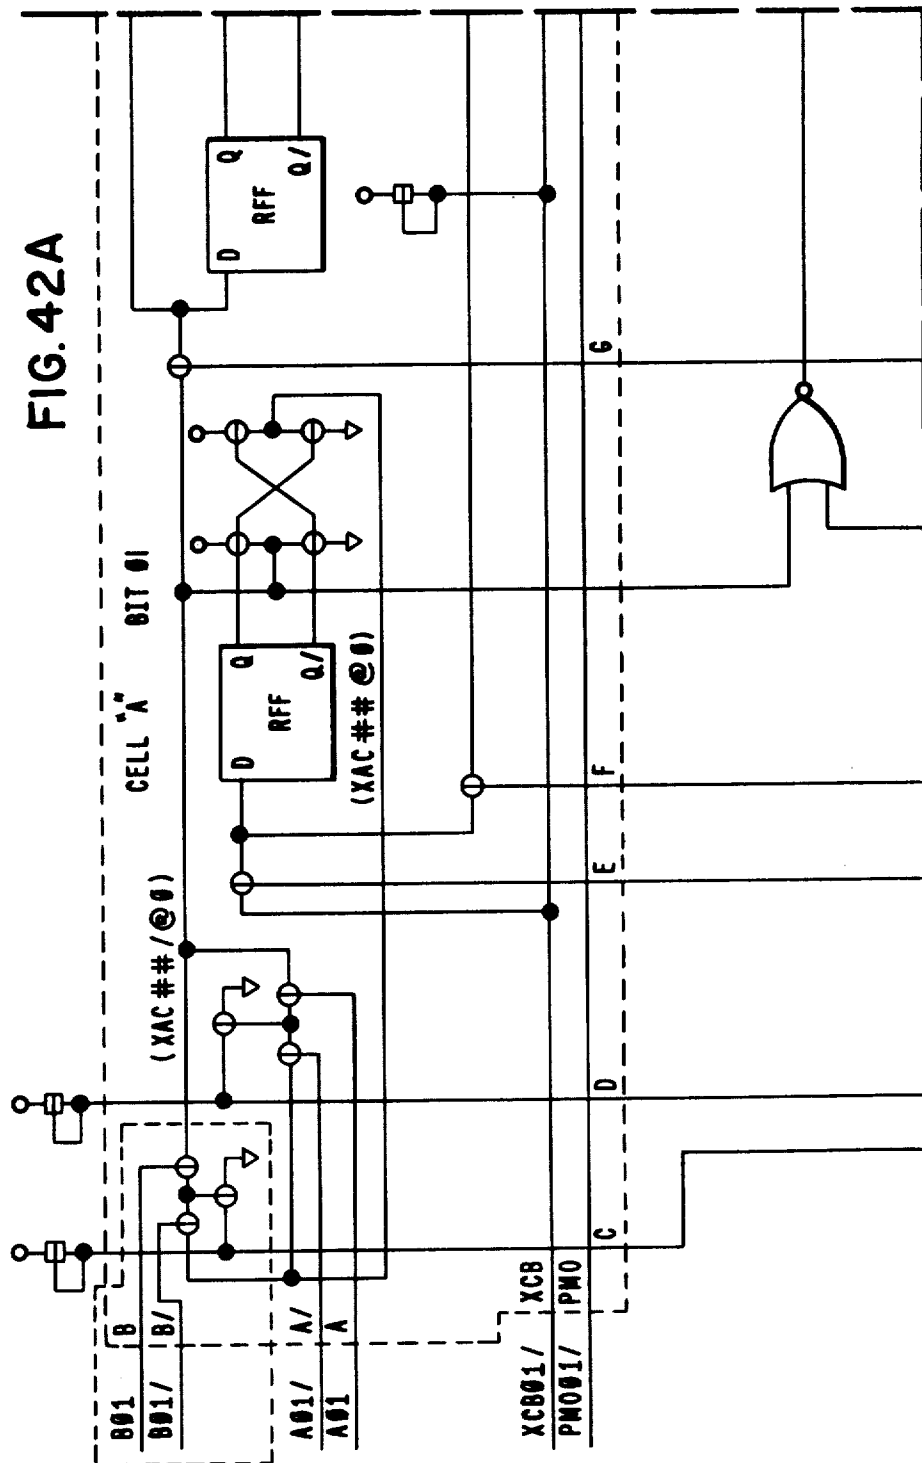 FIG. 42A
CELL "A" BIT 01
B01 B
B01/ B/
A01/ A/
A01 A
XCB01/ XCB
PM001/ PMO
(XAC##/@0)
(XAC##@0)
D RFF Q
Q/
D RFF Q
Q/
C
D
E
F
G